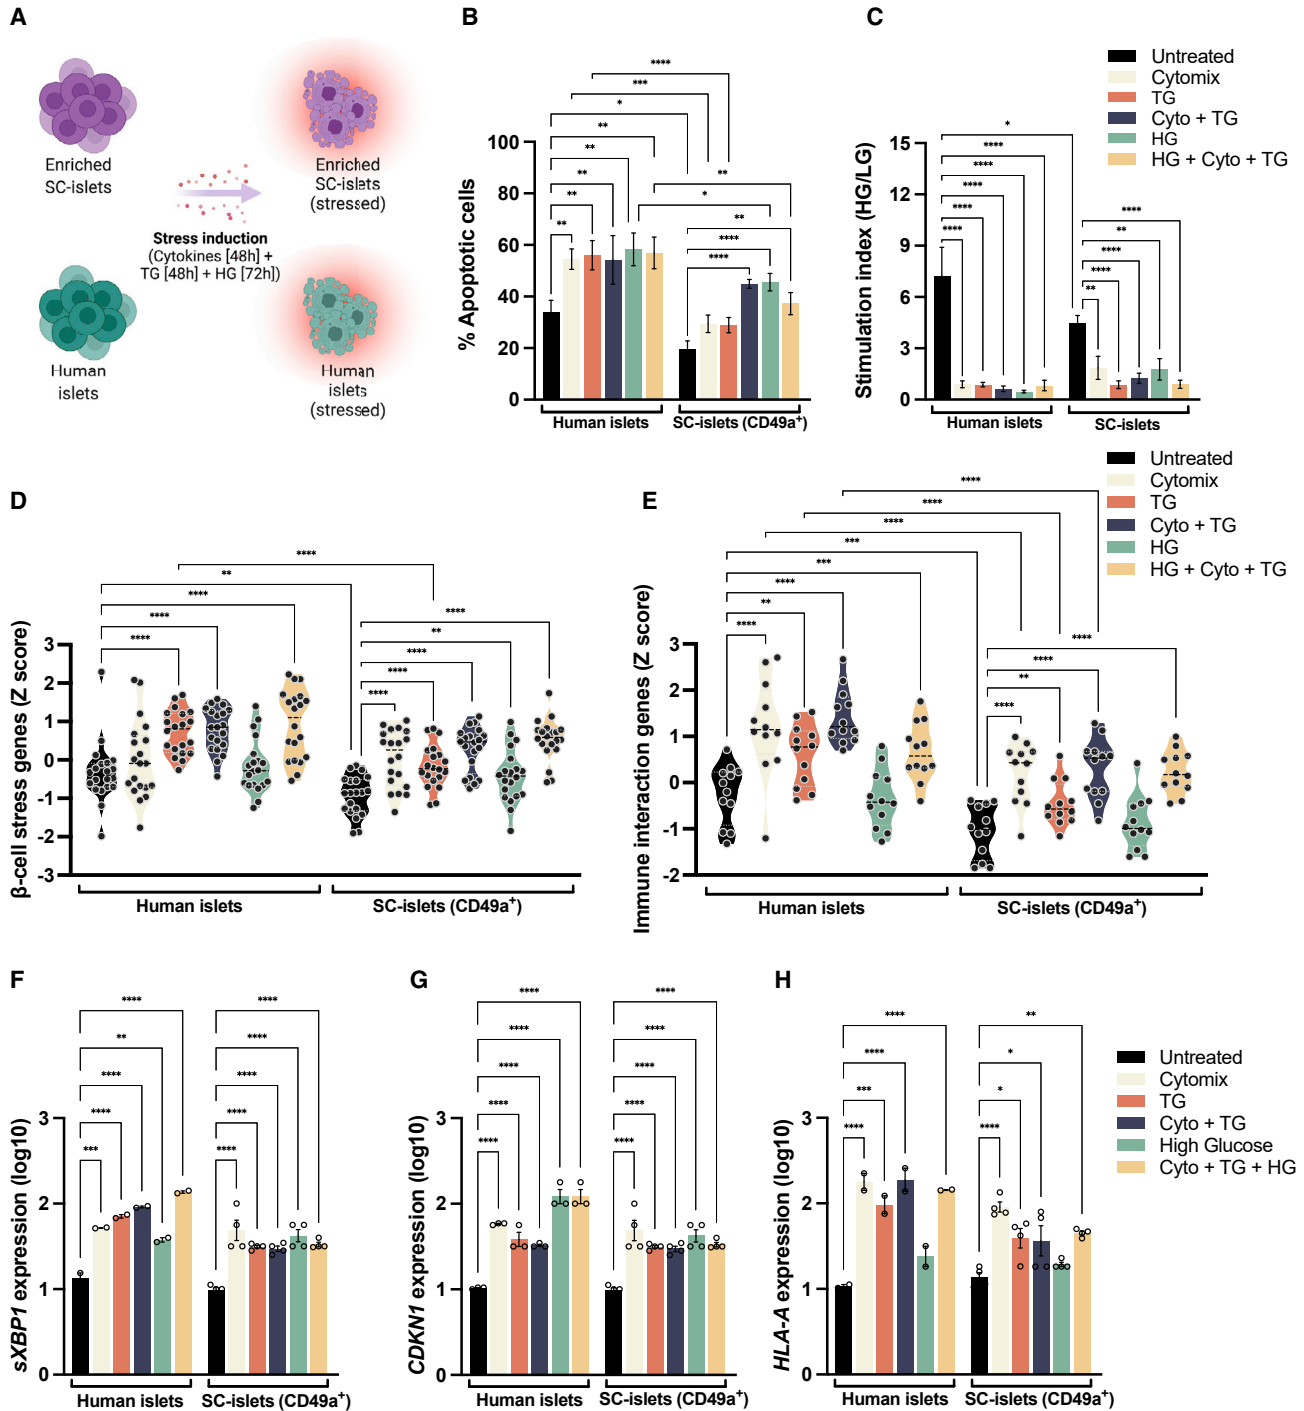 A
Enriched
SC-islets
Enriched
SC-islets
(stressed)
Stress induction
(Cytokines [48h] +
TG [48h] + HG [72h])
Human
islets
Human
islets
(stressed)
B
% Apoptotic cells
100
80
60
40
20
0
****
***
*
**
**
**
**
**
**
*
**
****
****
Human islets
SC-islets (CD49a+)
C
Untreated
Cytomix
TG
Cyto + TG
HG
HG + Cyto + TG
Stimulation index (HG/LG)
15
12
9
6
3
0
*
****
****
****
****
****
****
**
****
****
**
Human islets
SC-islets
D
β-cell stress genes (Z score)
3
2
1
0
-1
-2
-3
****
**
****
****
****
****
**
****
****
****
Human islets
SC-islets (CD49a+)
E
Untreated
Cytomix
TG
Cyto + TG
HG
HG + Cyto + TG
Immune interaction genes (Z score)
3
2
1
0
-1
-2
****
****
****
***
***
****
**
****
****
****
**
****
Human islets
SC-islets (CD49a+)
F
sXBP1 expression (log10)
3
2
1
0
****
**
****
****
***
****
****
****
****
****
Human islets
SC-islets (CD49a+)
G
CDKN1 expression (log10)
3
2
1
0
****
****
****
****
****
****
****
****
****
****
Human islets
SC-islets (CD49a+)
H
HLA-A expression (log10)
3
2
1
0
****
****
***
****
**
*
*
****
Human islets
SC-islets (CD49a+)
Untreated
Cytomix
TG
Cyto + TG
High Glucose
Cyto + TG + HG